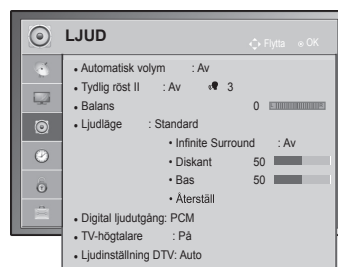 LJUD
Flytta OK
• Automatisk volym : Av
• Tydlig röst II : Av 3
• Balans 0
• Ljudläge : Standard
• Infinite Surround : Av
• Diskant 50
• Bas 50
• Återställ
• Digital ljudutgång: PCM
• TV-högtalare : På
• Ljudinställning DTV: Auto